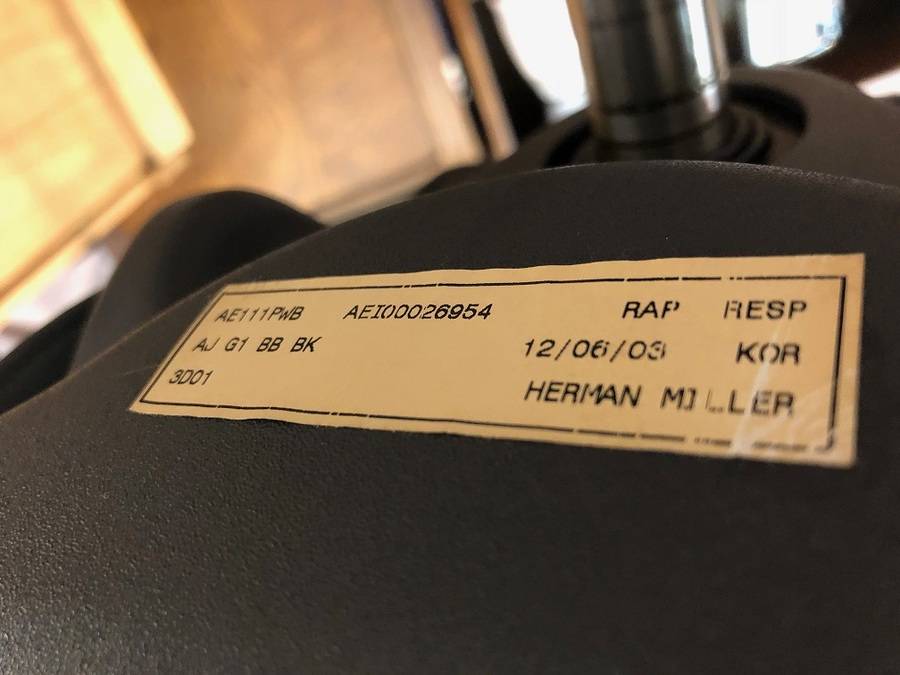 AE111PWB AEI00026954 RAP RESP
AJ G1 BB BK 12/06/03 KOR
3D01 HERMAN MILLER